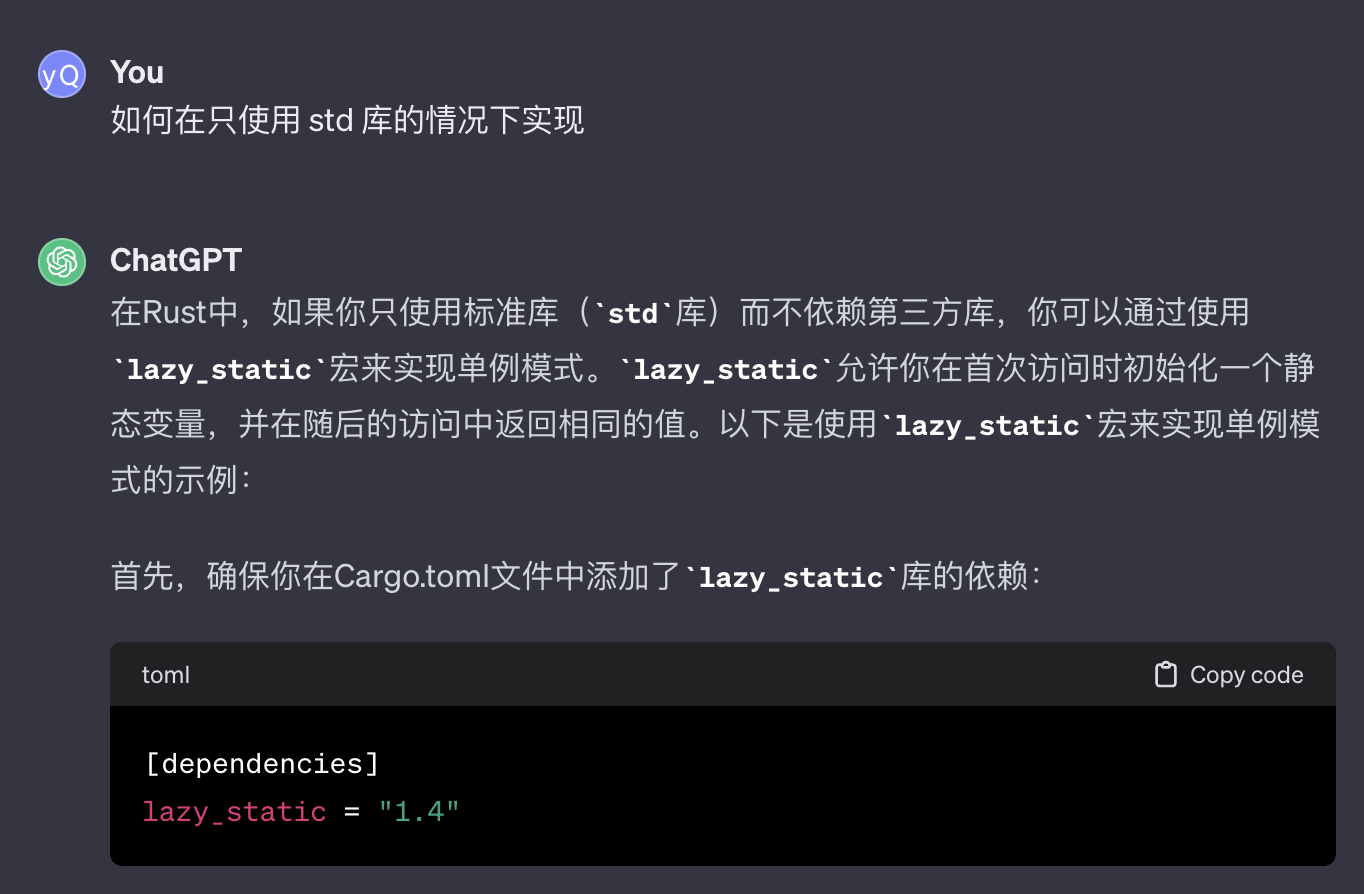 yQ
You
如何在只使用 std 库的情况下实现
ChatGPT
在Rust中，如果你只使用标准库（`std`库）而不依赖第三方库，你可以通过使用
`lazy_static`宏来实现单例模式。`lazy_static`允许你在首次访问时初始化一个静
态变量，并在随后的访问中返回相同的值。以下是使用`lazy_static`宏来实现单例模
式的示例：
首先，确保你在Cargo.toml文件中添加了`lazy_static`库的依赖：
toml
Copy code
[dependencies]
lazy_static = "1.4"